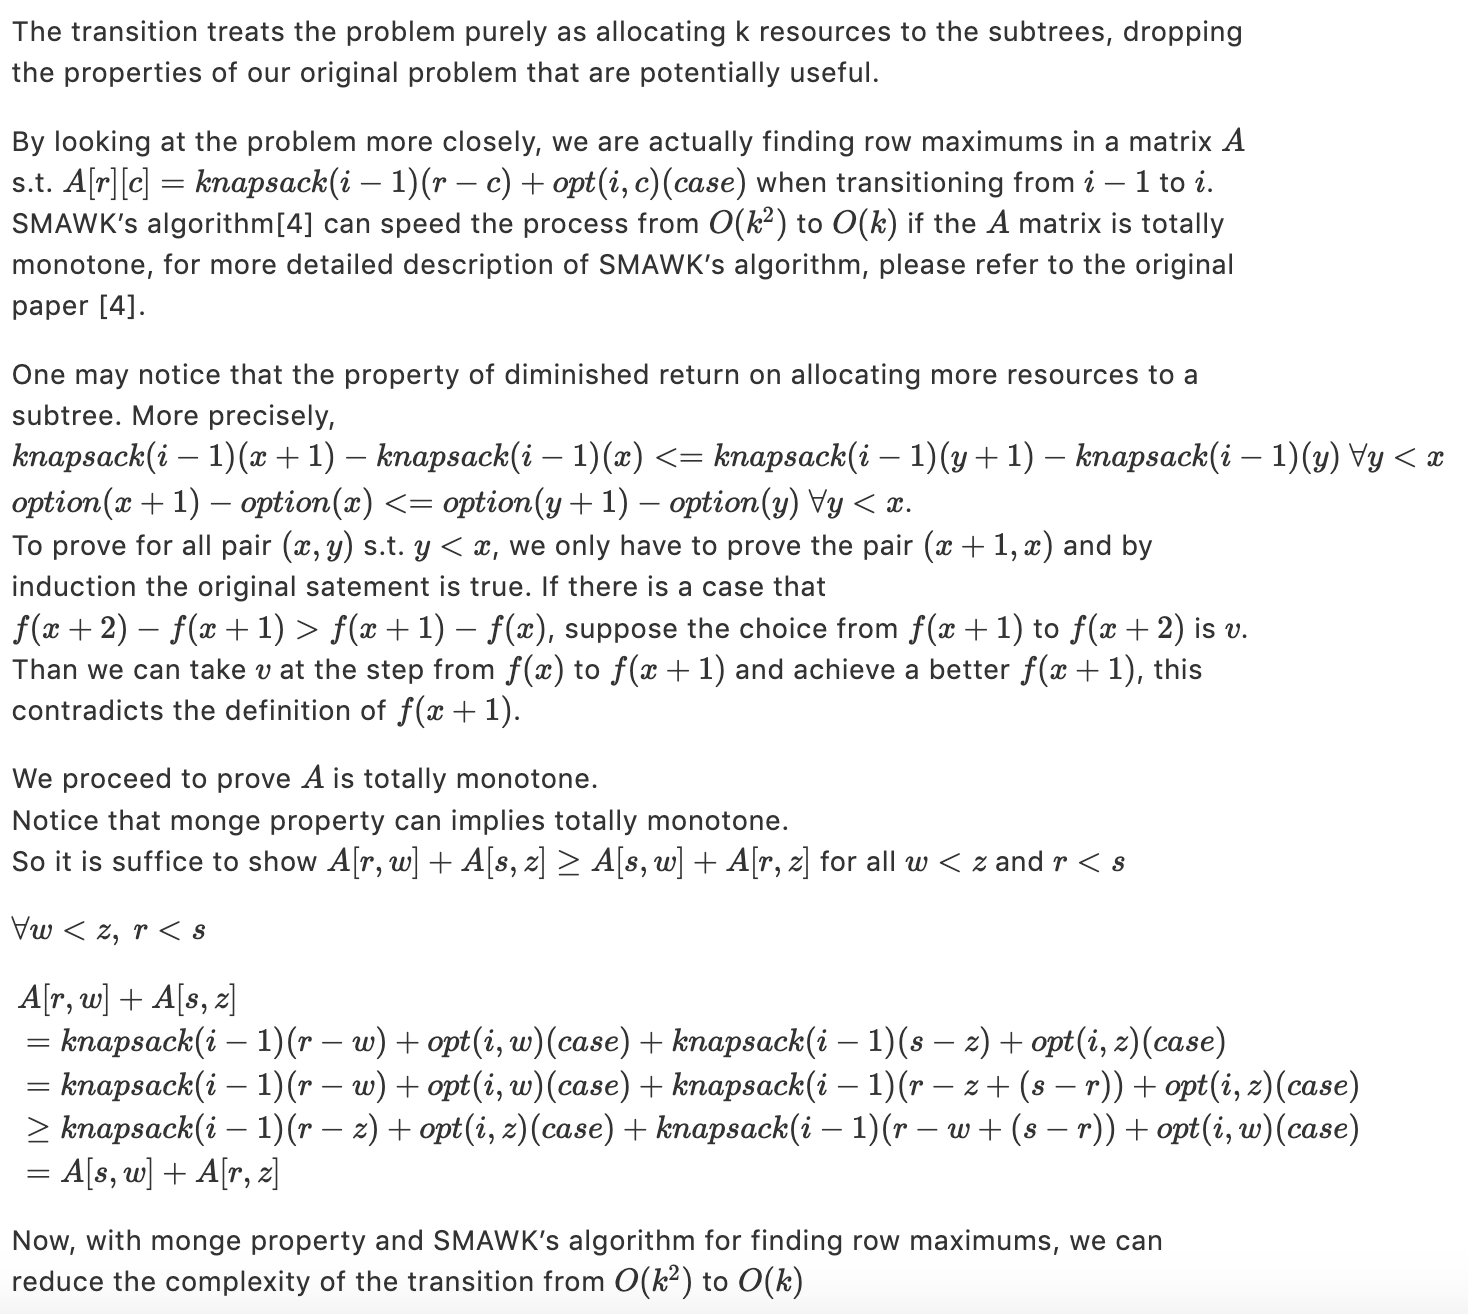 The transition treats the problem purely as allocating k resources to the subtrees, dropping
the properties of our original problem that are potentially useful.
By looking at the problem more closely, we are actually finding row maximums in a matrix A
s.t. A[r][c] = knapsack(i − 1)(r − c) + opt(i, c)(case) when transitioning from i − 1 to i.
SMAWK's algorithm[4] can speed the process from O(k²) to O(k) if the A matrix is totally
monotone, for more detailed description of SMAWK's algorithm, please refer to the original
paper [4].
One may notice that the property of diminished return on allocating more resources to a
subtree. More precisely,
knapsack(i − 1)(x + 1) − knapsack(i − 1)(x) <= knapsack(i − 1)(y + 1) − knapsack(i − 1)(y) ∀y < x
option(x + 1) − option(x) <= option(y + 1) − option(y) ∀y < x.
To prove for all pair (x, y) s.t. y < x, we only have to prove the pair (x + 1, x) and by
induction the original satement is true. If there is a case that
f(x + 2) − f(x + 1) > f(x + 1) − f(x), suppose the choice from f(x + 1) to f(x + 2) is v.
Than we can take v at the step from f(x) to f(x + 1) and achieve a better f(x + 1), this
contradicts the definition of f(x + 1).
We proceed to prove A is totally monotone.
Notice that monge property can implies totally monotone.
So it is suffice to show A[r, w] + A[s, z] ≥ A[s, w] + A[r, z] for all w < z and r < s
∀w < z, r < s
A[r, w] + A[s, z]
= knapsack(i − 1)(r − w) + opt(i, w)(case) + knapsack(i − 1)(s − z) + opt(i, z)(case)
= knapsack(i − 1)(r − w) + opt(i, w)(case) + knapsack(i − 1)(r − z + (s − r)) + opt(i, z)(case)
≥ knapsack(i − 1)(r − z) + opt(i, z)(case) + knapsack(i − 1)(r − w + (s − r)) + opt(i, w)(case)
= A[s, w] + A[r, z]
Now, with monge property and SMAWK's algorithm for finding row maximums, we can
reduce the complexity of the transition from O(k²) to O(k)